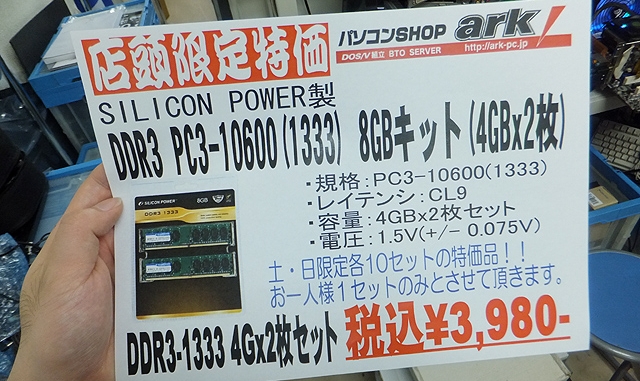 店頭限定特価
パソコンSHOP ark
DOS/V組立 BTO SERVER
http://ark-pc.jp
SILICON POWER製
DDR3 PC3-10600(1333) 8GBキット(4GBx2枚)
・規格:PC3-10600(1333)
・レイテンシ:CL9
・容量:4GBx2枚セット
・電圧:1.5V(+/- 0.075V)
SILICON POWER
8GB
DDR3 1333
土・日限定各10セットの特価品!!
お一人様1セットのみとさせて頂きます。
DDR3-1333 4Gx2枚セット 税込¥3,980-